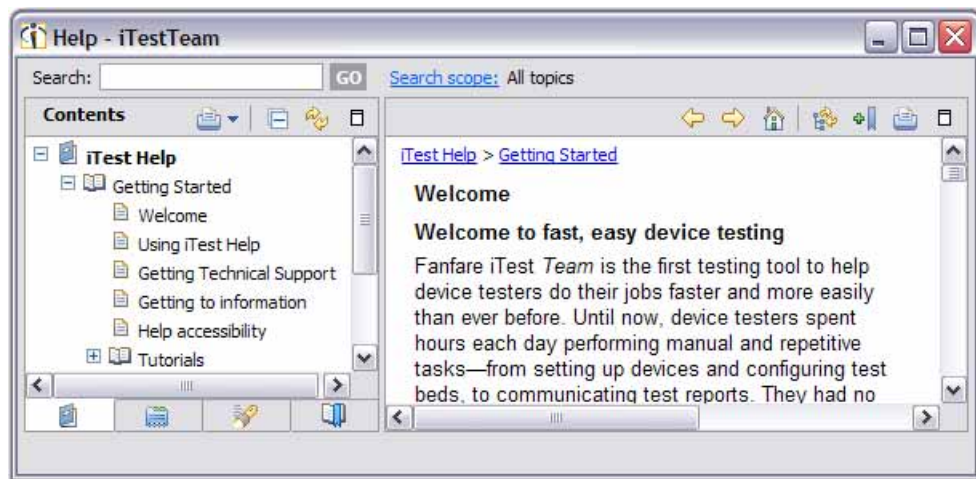 Help - iTestTeam
Search: GO Search scope: All topics
Contents
iTest Help
Getting Started
Welcome
Using iTest Help
Getting Technical Support
Getting to information
Help accessibility
Tutorials
iTest Help > Getting Started
Welcome
Welcome to fast, easy device testing
Fanfare iTest Team is the first testing tool to help
device testers do their jobs faster and more easily
than ever before. Until now, device testers spent
hours each day performing manual and repetitive
tasks—from setting up devices and configuring test
beds, to communicating test reports. They had no